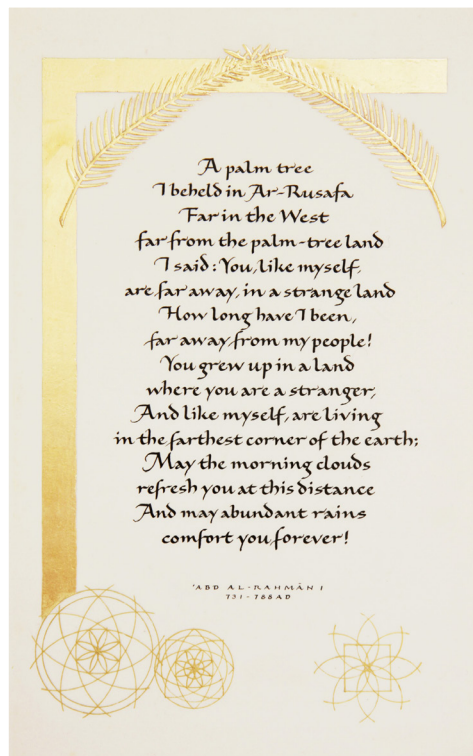 A palm tree
I beheld in Ar-Rusafa
Far in the West
far from the palm-tree land
I said: You, like myself,
are far away, in a strange land
How long have I been,
far away from my people!
You grew up in a land
where you are a stranger,
And like myself, are living
in the farthest corner of the earth;
May the morning clouds
refresh you at this distance
And may abundant rains
comfort you forever!
'ABD AL-RAHMĀN I
731-788 AD